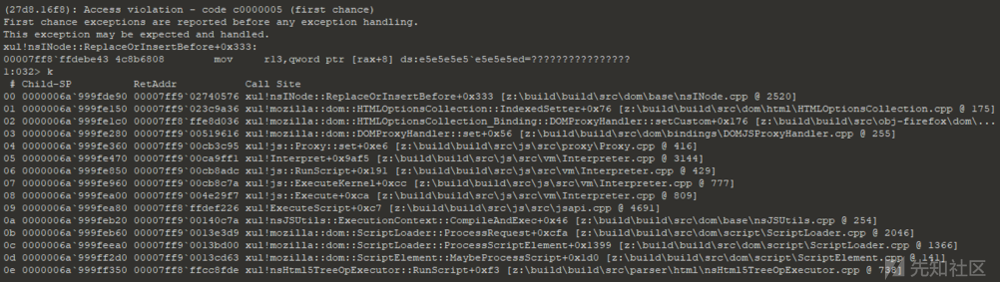 (27d8.16f8): Access violation - code c0000005 (first chance)
First chance exceptions are reported before any exception handling.
This exception may be expected and handled.
xul!nsINode::ReplaceOrInsertBefore+0x333:
00007ff8`ffdebe43 4c8b6808 mov r13,qword ptr [rax+8] ds:e5e5e5e5`e5e5e5ed=????????????????
1:032> k
# Child-SP RetAddr Call Site
00 0000006a`999fde90 00007ff9`02740576 xul!nsINode::ReplaceOrInsertBefore+0x333 [z:\build\build\src\dom\base\nsINode.cpp @ 2520]
01 0000006a`999fe150 00007ff9`023c9a36 xul!mozilla::dom::HTMLOptionsCollection::IndexedSetter+0x76 [z:\build\build\src\dom\html\HTMLOptionsCollection.cpp @ 175]
02 0000006a`999fe1c0 00007ff8`ffe8d036 xul!mozilla::dom::HTMLOptionsCollection_Binding::DOMProxyHandler::setCustom+0x176 [z:\build\build\src\obj-firefox\dom\...
03 0000006a`999fe280 00007ff9`00519616 xul!mozilla::dom::DOMProxyHandler::set+0x56 [z:\build\build\src\dom\bindings\DOMJSProxyHandler.cpp @ 255]
04 0000006a`999fe360 00007ff9`00cb3c95 xul!js::Proxy::set+0xe6 [z:\build\build\src\js\src\proxy\Proxy.cpp @ 416]
05 0000006a`999fe470 00007ff9`00ca9ff1 xul!Interpret+0x9af5 [z:\build\build\src\js\src\vm\Interpreter.cpp @ 3144]
06 0000006a`999fe850 00007ff9`00cb8adc xul!js::RunScript+0x191 [z:\build\build\src\js\src\vm\Interpreter.cpp @ 429]
07 0000006a`999fe960 00007ff9`00cb8c7a xul!js::ExecuteKernel+0xcc [z:\build\build\src\js\src\vm\Interpreter.cpp @ 777]
08 0000006a`999fea00 00007ff9`004e29f7 xul!js::Execute+0xca [z:\build\build\src\js\src\vm\Interpreter.cpp @ 809]
09 0000006a`999fea80 00007ff8`ffdef226 xul!ExecuteScript+0xc7 [z:\build\build\src\js\src\jsapi.cpp @ 4691]
0a 0000006a`999feb20 00007ff9`00140c7a xul!nsJSUtils::ExecutionContext::CompileAndExec+0x46 [z:\build\build\src\dom\base\nsJSUtils.cpp @ 254]
0b 0000006a`999feb60 00007ff9`0013e3d9 xul!mozilla::dom::ScriptLoader::ProcessRequest+0xcfa [z:\build\build\src\dom\script\ScriptLoader.cpp @ 2046]
0c 0000006a`999feea0 00007ff9`0013bd00 xul!mozilla::dom::ScriptLoader::ProcessScriptElement+0x1399 [z:\build\build\src\dom\script\ScriptLoader.cpp @ 1366]
0d 0000006a`999ff2d0 00007ff9`0013cd63 xul!mozilla::dom::ScriptElement::MaybeProcessScript+0x1d0 [z:\build\build\src\dom\script\ScriptElement.cpp @ 141]
0e 0000006a`999ff350 00007ff8`ffcc8fde xul!nsHtml5TreeOpExecutor::RunScript+0xf3 [z:\build\build\src\parser\html\nsHtml5TreeOpExecutor.cpp @ 739]
先知社区